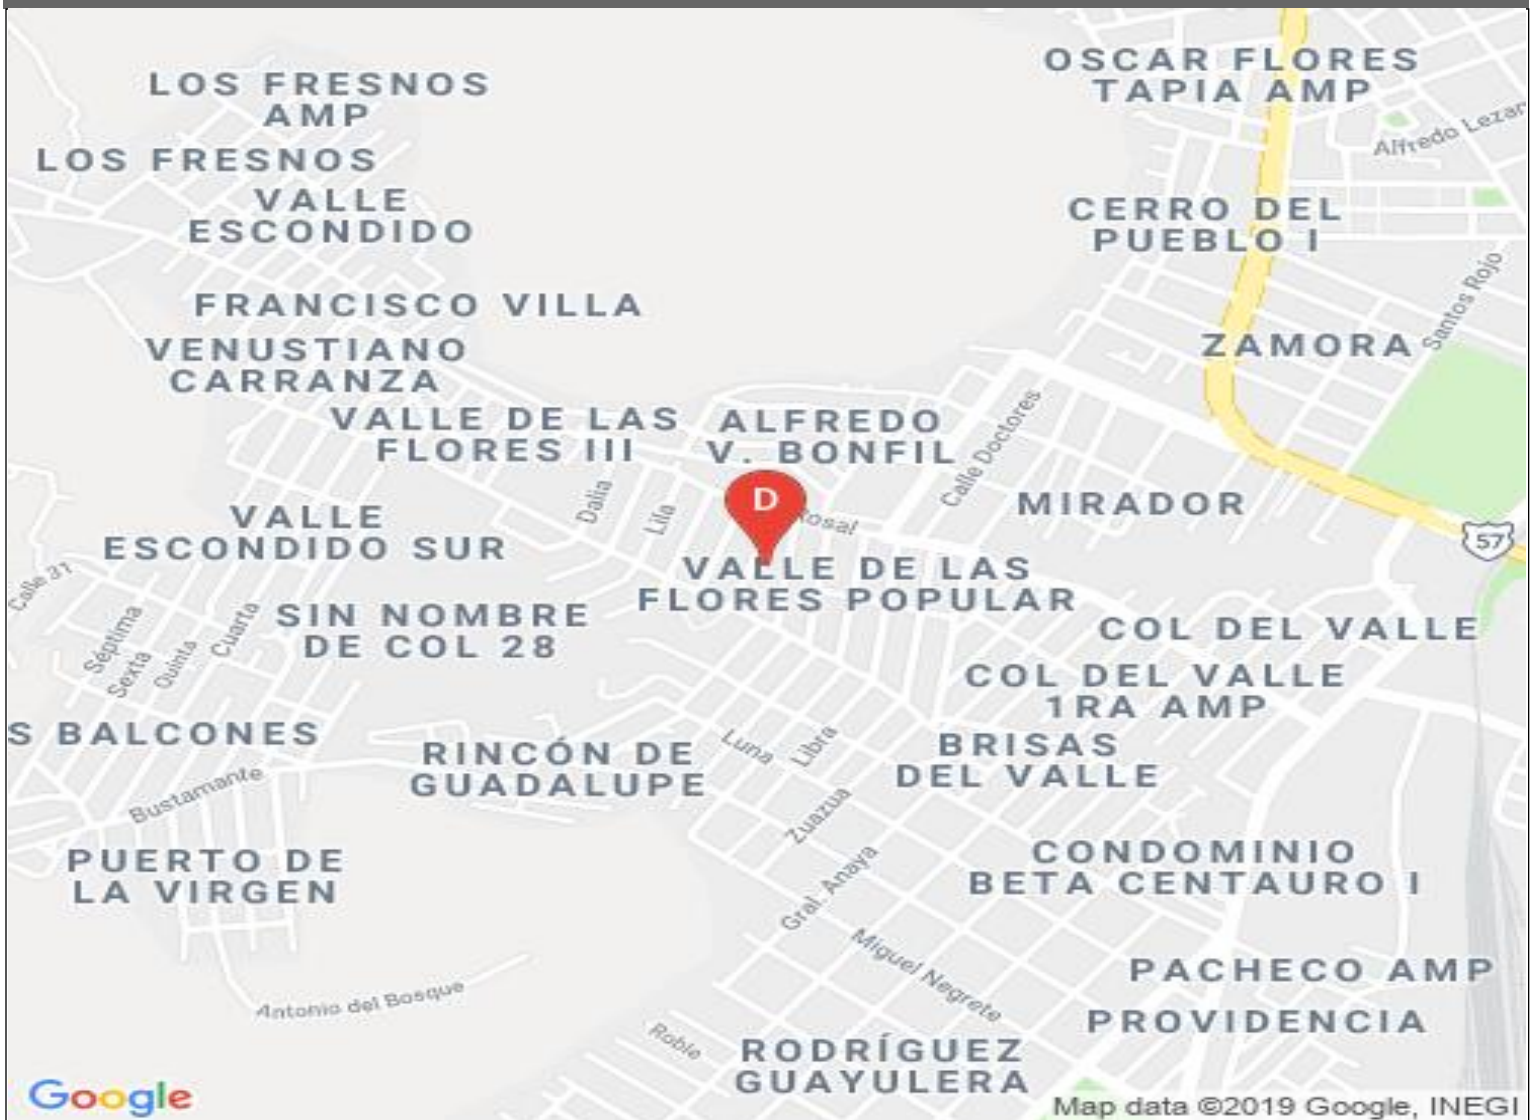 OSCAR FLORES
TAPIA AMP
LOS FRESNOS
AMP
Alfredo Lezar
LOS FRESNOS
VALLE
ESCONDIDO
CERRO DEL
PUEBLO I
Santos Rojo
FRANCISCO VILLA
ZAMORA
VENUSTIANO
CARRANZA
VALLE DE LAS
FLORES III
ALFREDO
V. BONFIL
Calle Doctores
Dalia
Lila
D
Rosal
MIRADOR
57
VALLE
ESCONDIDO SUR
VALLE DE LAS
FLORES POPULAR
Calle 31
Séptima
Sexta
Quinta
Cuarta
SIN NOMBRE
DE COL 28
COL DEL VALLE
COL DEL VALLE
1RA AMP
S BALCONES
RINCÓN DE
GUADALUPE
Luna
Libra
BRISAS
DEL VALLE
Bustamante
Zuazua
PUERTO DE
LA VIRGEN
Gral. Anaya
CONDOMINIO
BETA CENTAURO I
Miguel Negrete
PACHECO AMP
Antonio del Bosque
PROVIDENCIA
Roble
RODRÍGUEZ
GUAYULERA
Google
Map data ©2019 Google, INEGI